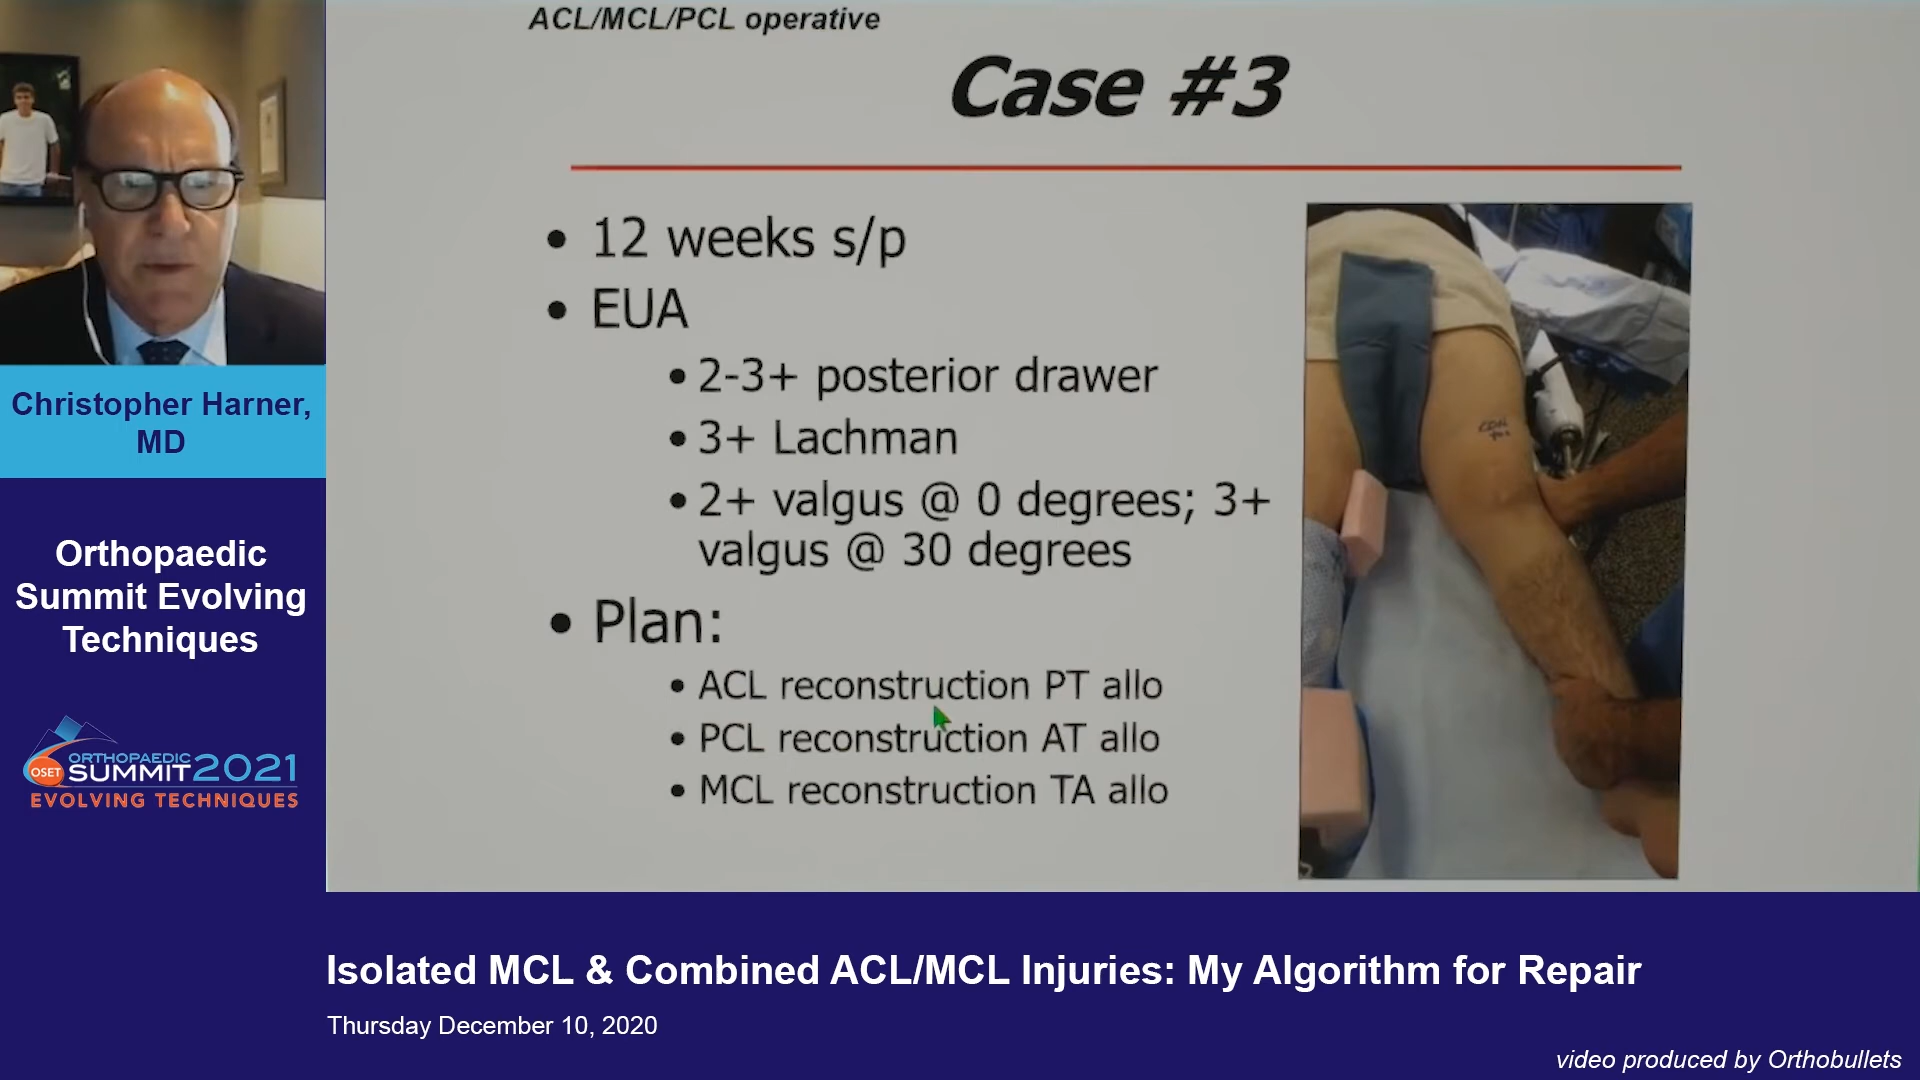 ACL/MCL/PCL operative
Case #3
• 12 weeks s/p
• EUA
• 2-3+ posterior drawer
• 3+ Lachman
• 2+ valgus @ 0 degrees; 3+
valgus @ 30 degrees
• Plan:
• ACL reconstruction PT allo
• PCL reconstruction AT allo
• MCL reconstruction TA allo
Christopher Harner,
MD
Orthopaedic
Summit Evolving
Techniques
OSET
ORTHOPAEDIC
SUMMIT 2021
EVOLVING TECHNIQUES
Isolated MCL & Combined ACL/MCL Injuries: My Algorithm for Repair
Thursday December 10, 2020
video produced by Orthobullets